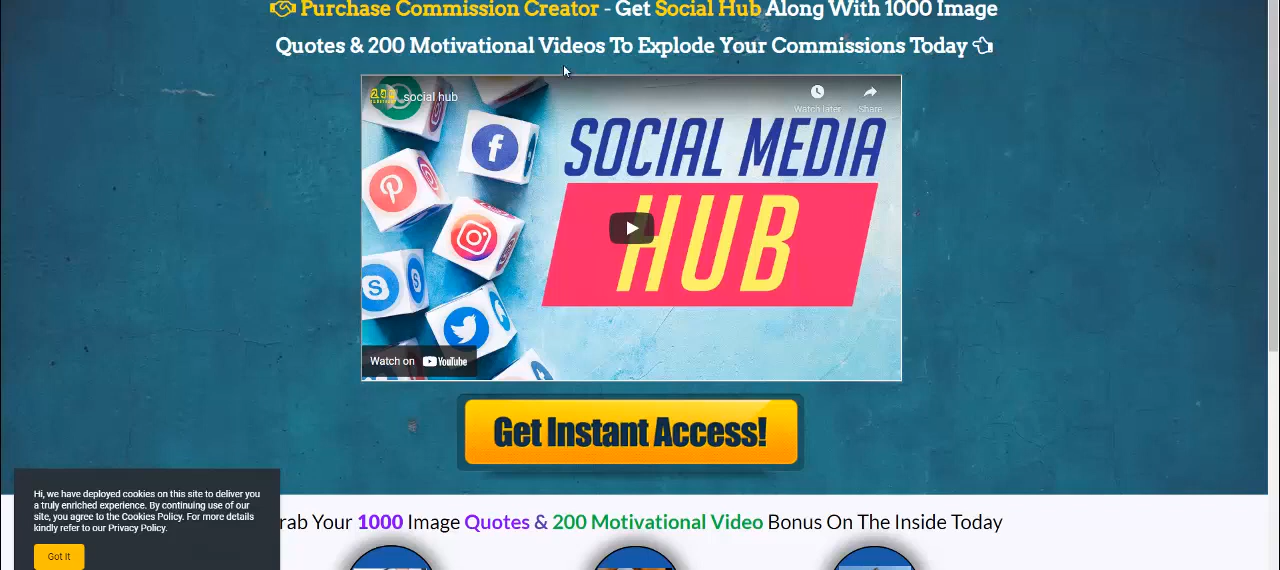 Purchase Commission Creator - Get Social Hub Along With 1000 Image
Quotes & 200 Motivational Videos To Explode Your Commissions Today
social hub
Watch later
Share
SOCIAL MEDIA
HUB
Watch on YouTube
Get Instant Access!
Hi, we have deployed cookies on this site to deliver you
a truly enriched experience. By continuing use of our
site, you agree to the Cookies Policy. For more details
kindly refer to our Privacy Policy.
Got it
rab Your 1000 Image Quotes & 200 Motivational Video Bonus On The Inside Today